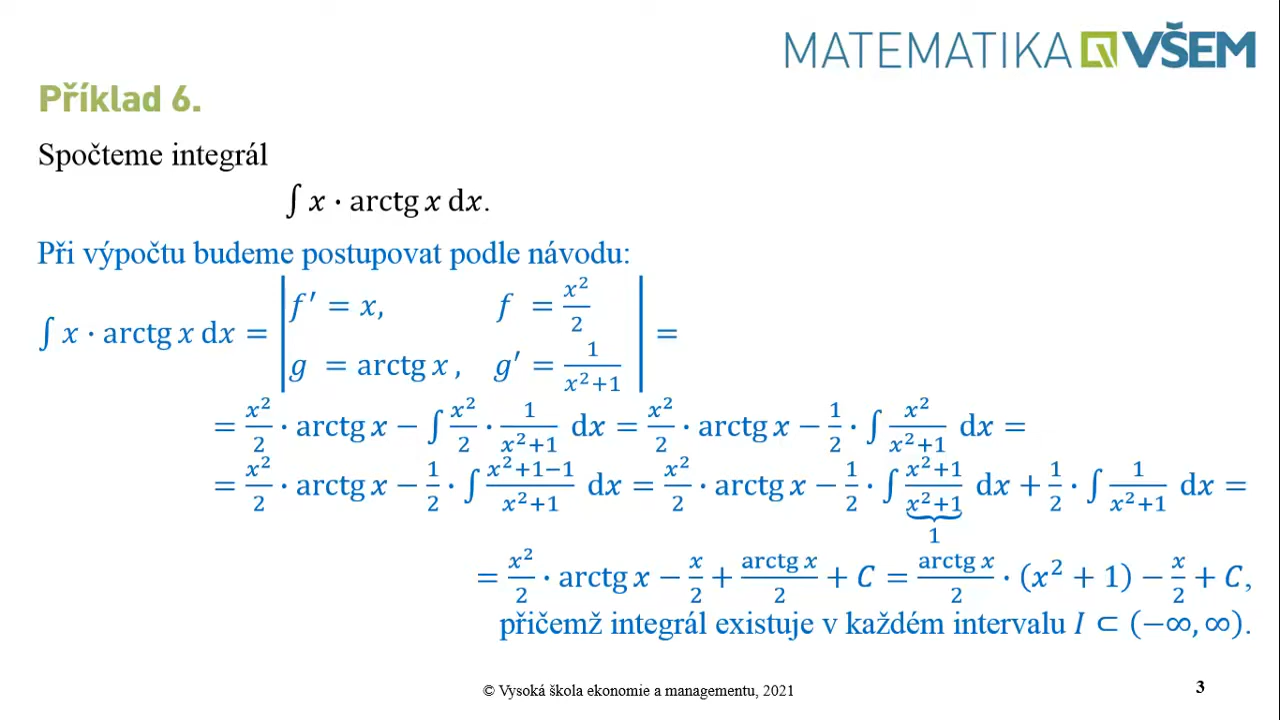 MATEMATIKA VŠEM
Příklad 6.
Spočteme integrál
∫ x · arctg x dx.
Při výpočtu budeme postupovat podle návodu:
∫ x · arctg x dx = | f′ = x, f = x²/2 | =
| g = arctg x , g′ = 1/(x²+1) |
= x²/2 · arctg x − ∫ x²/2 · 1/(x²+1) dx = x²/2 · arctg x − 1/2 · ∫ x²/(x²+1) dx =
= x²/2 · arctg x − 1/2 · ∫ (x²+1−1)/(x²+1) dx = x²/2 · arctg x − 1/2 · ∫ (x²+1)/(x²+1) dx + 1/2 · ∫ 1/(x²+1) dx =
1
= x²/2 · arctg x − x/2 + (arctg x)/2 + C = (arctg x)/2 · (x² + 1) − x/2 + C,
přičemž integrál existuje v každém intervalu I ⊂ (−∞, ∞).
© Vysoká škola ekonomie a managementu, 2021
3